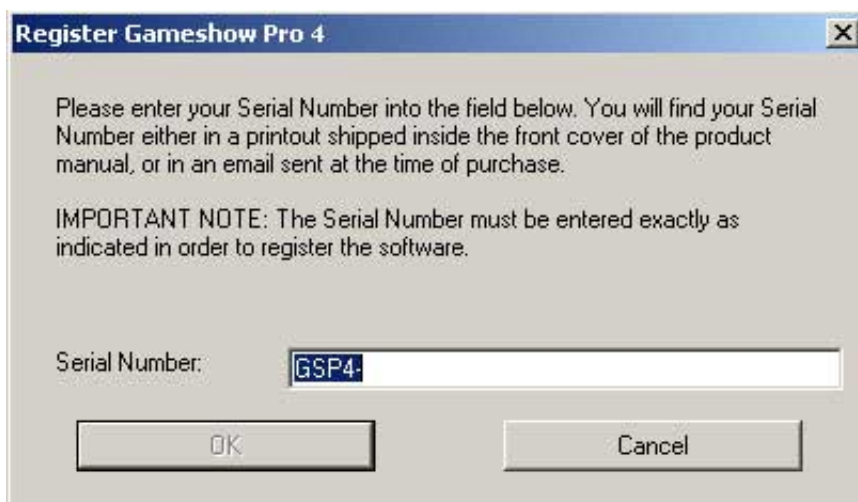 Register Gameshow Pro 4
Please enter your Serial Number into the field below. You will find your Serial
Number either in a printout shipped inside the front cover of the product
manual, or in an email sent at the time of purchase.
IMPORTANT NOTE: The Serial Number must be entered exactly as
indicated in order to register the software.
Serial Number: GSP4-
OK Cancel